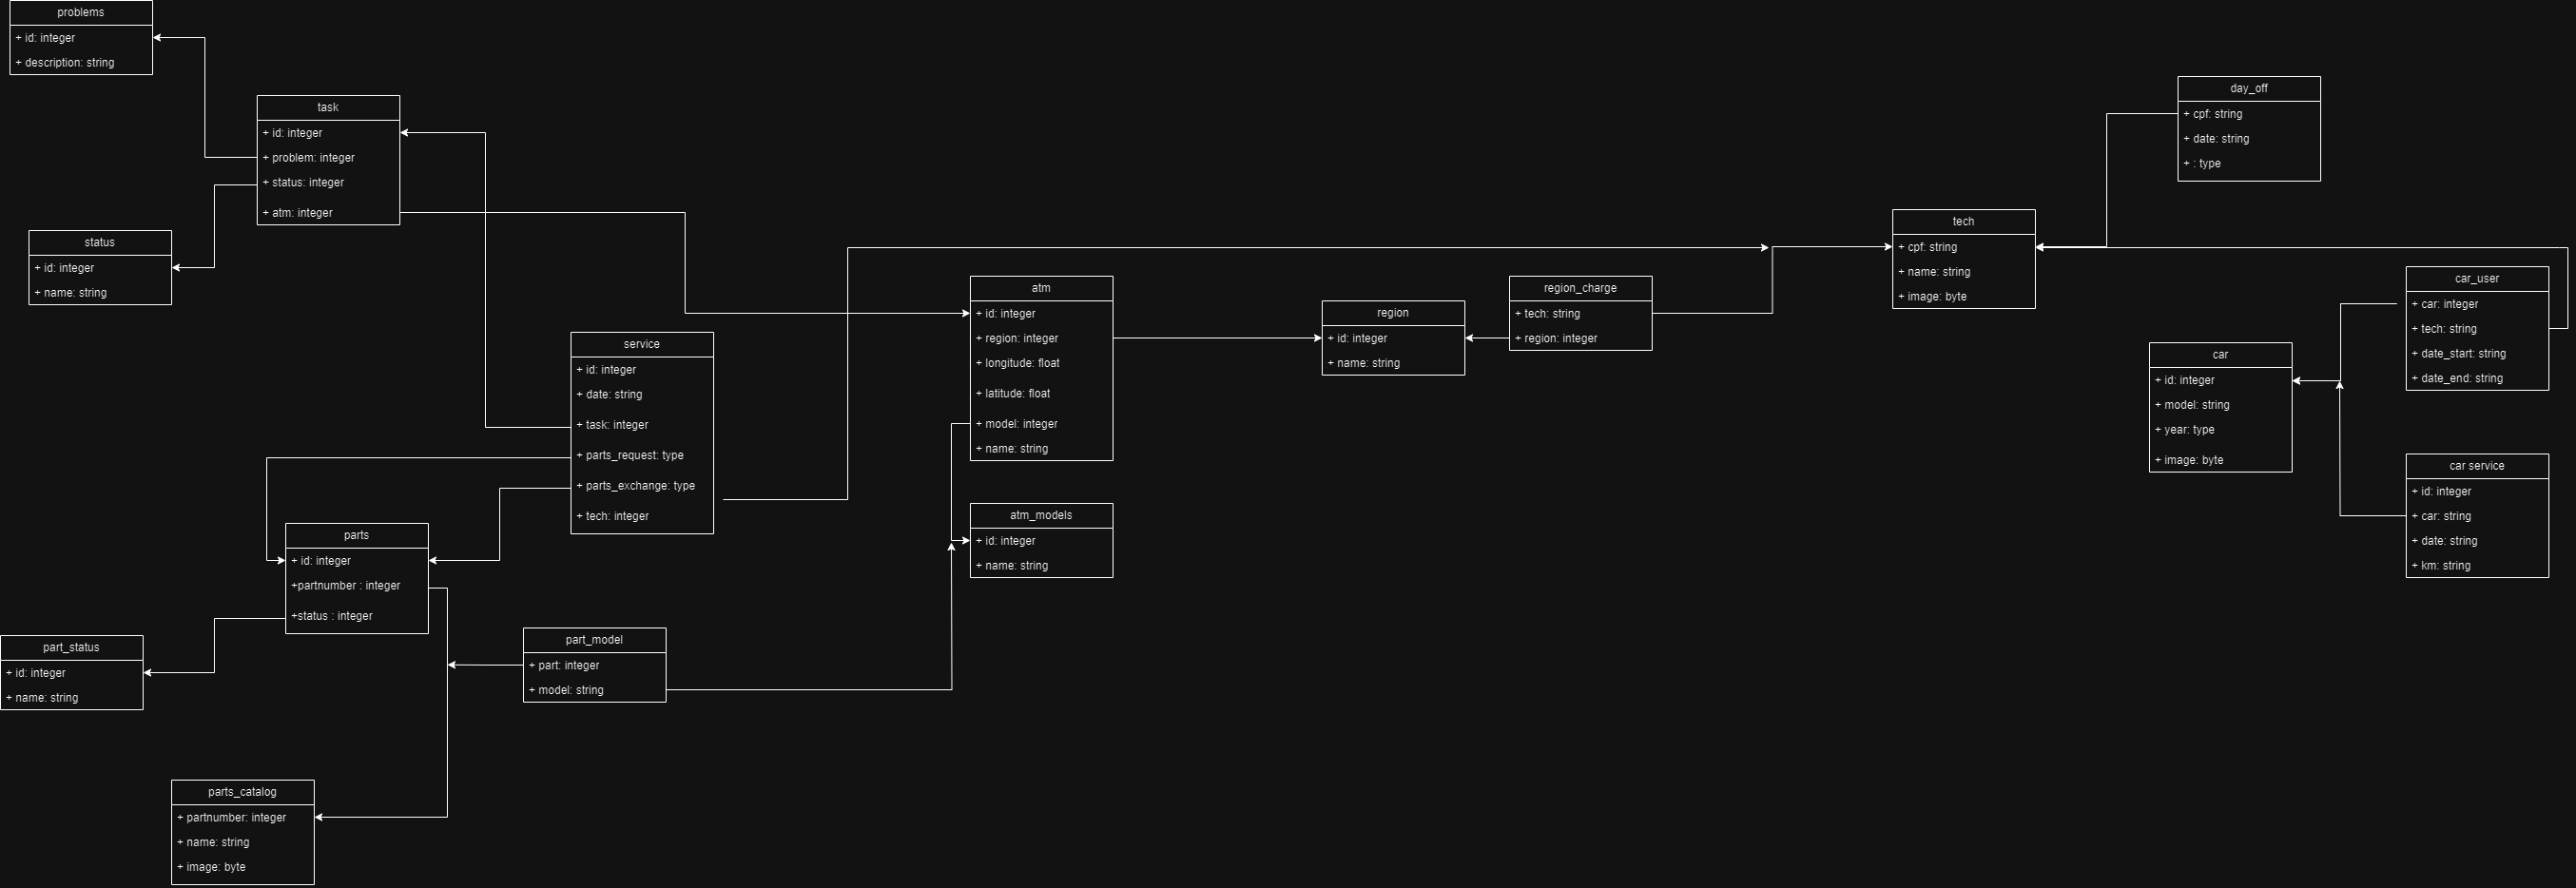 problems
+ id: integer
+ description: string
task
+ id: integer
+ problem: integer
+ status: integer
+ atm: integer
status
+ id: integer
+ name: string
service
+ id: integer
+ date: string
+ task: integer
+ parts_request: type
+ parts_exchange: type
+ tech: integer
parts
+ id: integer
+partnumber : integer
+status : integer
part_status
+ id: integer
+ name: string
part_model
+ part: integer
+ model: string
parts_catalog
+ partnumber: integer
+ name: string
+ image: byte
atm
+ id: integer
+ region: integer
+ longitude: float
+ latitude: float
+ model: integer
+ name: string
atm_models
+ id: integer
+ name: string
region
+ id: integer
+ name: string
region_charge
+ tech: string
+ region: integer
tech
+ cpf: string
+ name: string
+ image: byte
day_off
+ cpf: string
+ date: string
+ : type
car_user
+ car: integer
+ tech: string
+ date_start: string
+ date_end: string
car
+ id: integer
+ model: string
+ year: type
+ image: byte
car service
+ id: integer
+ car: string
+ date: string
+ km: string